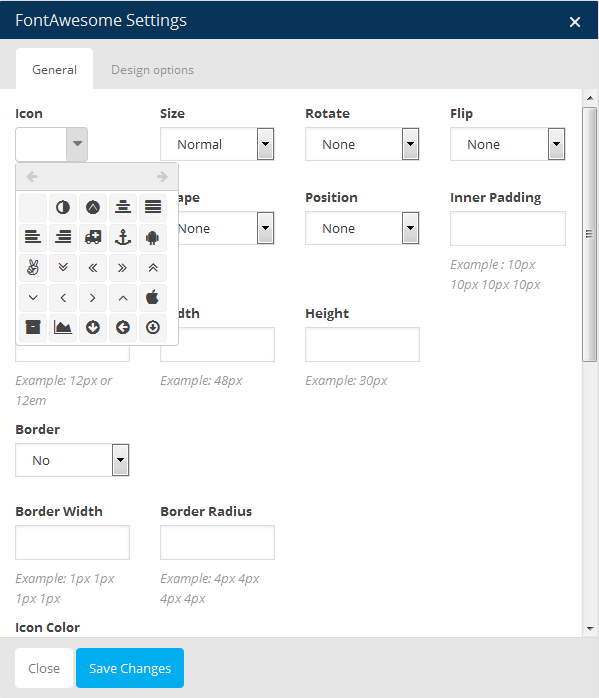 FontAwesome Settings
General Design options
Icon Size Rotate Flip
Normal None None
Position Inner Padding
None None
Example : 10px
10px 10px 10px
Height
Example: 12px or
12em
Example: 48px
Example: 30px
Border
No
Border Width Border Radius
Example: 1px 1px
1px 1px
Example: 4px 4px
4px 4px
Icon Color
Close Save Changes